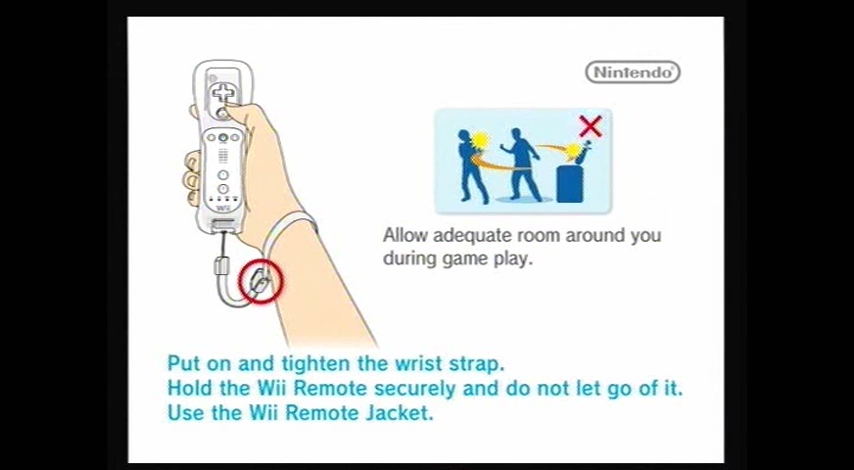 Nintendo®
Allow adequate room around you
during game play.
Put on and tighten the wrist strap.
Hold the Wii Remote securely and do not let go of it.
Use the Wii Remote Jacket.